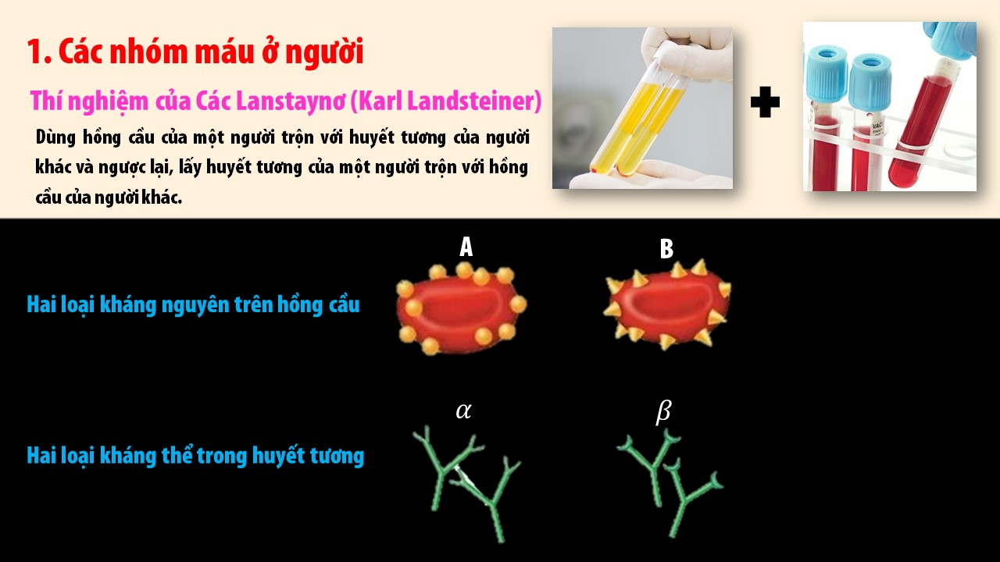 1. Các nhóm máu ở người
Thí nghiệm của Các Lanstaynơ (Karl Landsteiner)
Dùng hồng cầu của một người trộn với huyết tương của người
khác và ngược lại, lấy huyết tương của một người trộn với hồng
cầu của người khác.
A
B
Hai loại kháng nguyên trên hồng cầu
α
β
Hai loại kháng thể trong huyết tương